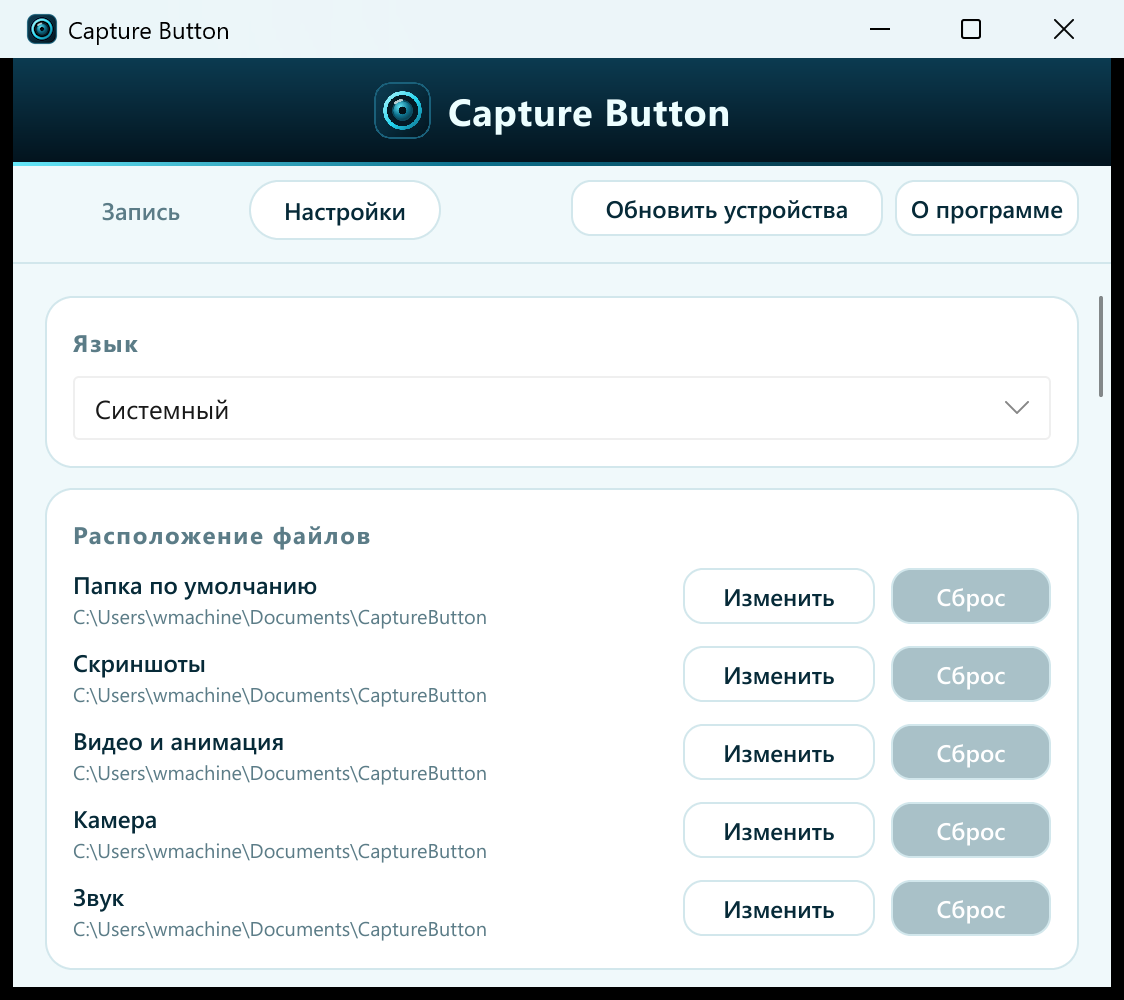 Capture Button
Capture Button
Запись
Настройки
Обновить устройства
О программе
Язык
Системный
Расположение файлов
Папка по умолчанию
C:\Users\wmachine\Documents\CaptureButton
Изменить
Сброс
Скриншоты
C:\Users\wmachine\Documents\CaptureButton
Изменить
Сброс
Видео и анимация
C:\Users\wmachine\Documents\CaptureButton
Изменить
Сброс
Камера
C:\Users\wmachine\Documents\CaptureButton
Изменить
Сброс
Звук
C:\Users\wmachine\Documents\CaptureButton
Изменить
Сброс